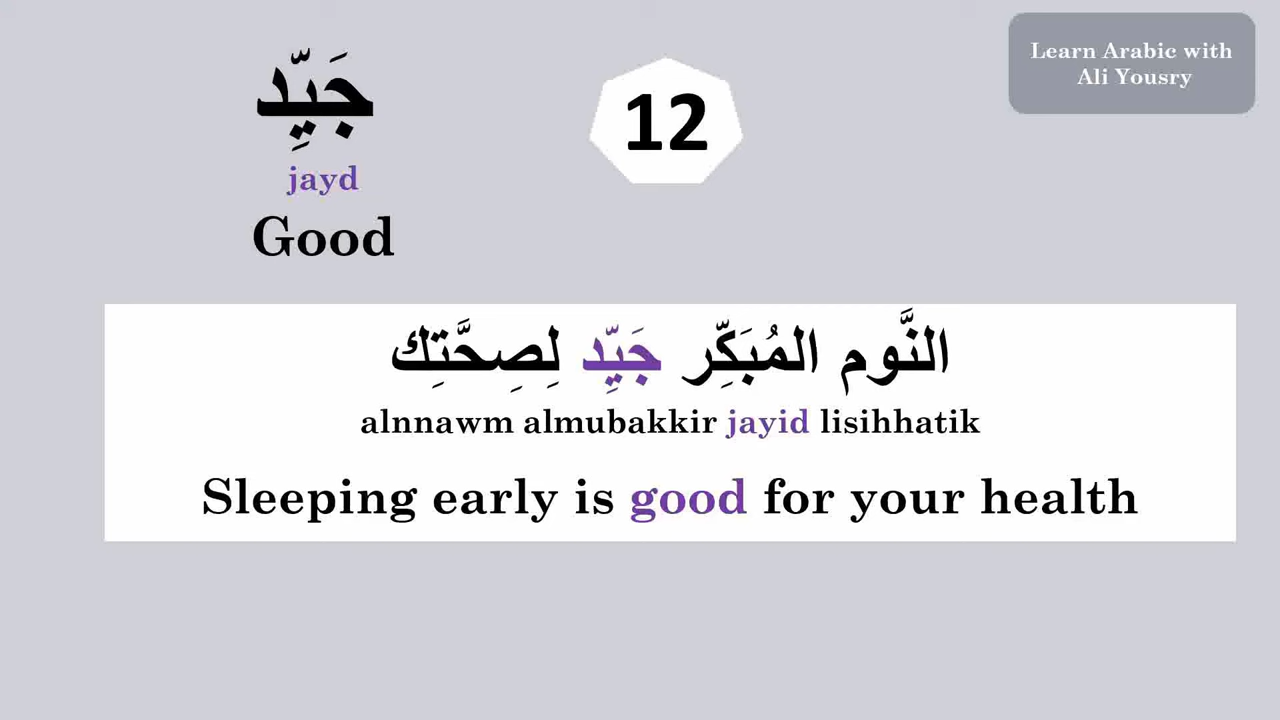 جَيِّد
jayd
Good
12
Learn Arabic with
Ali Yousry
النَّوم المُبَكِّر جَيِّد لِصِحَّتِك
alnnawm almubakkir jayid lisihhatik
Sleeping early is good for your health